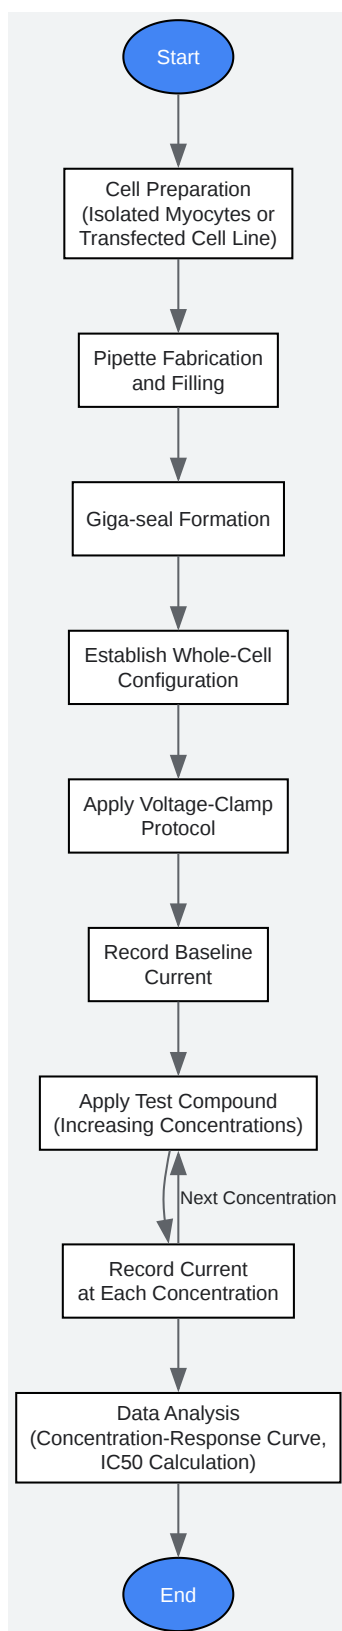 Start
Cell Preparation
(Isolated Myocytes or
Transfected Cell Line)
Pipette Fabrication
and Filling
Giga-seal Formation
Establish Whole-Cell
Configuration
Apply Voltage-Clamp
Protocol
Record Baseline
Current
Apply Test Compound
(Increasing Concentrations)
Next Concentration
Record Current
at Each Concentration
Data Analysis
(Concentration-Response Curve,
IC50 Calculation)
End